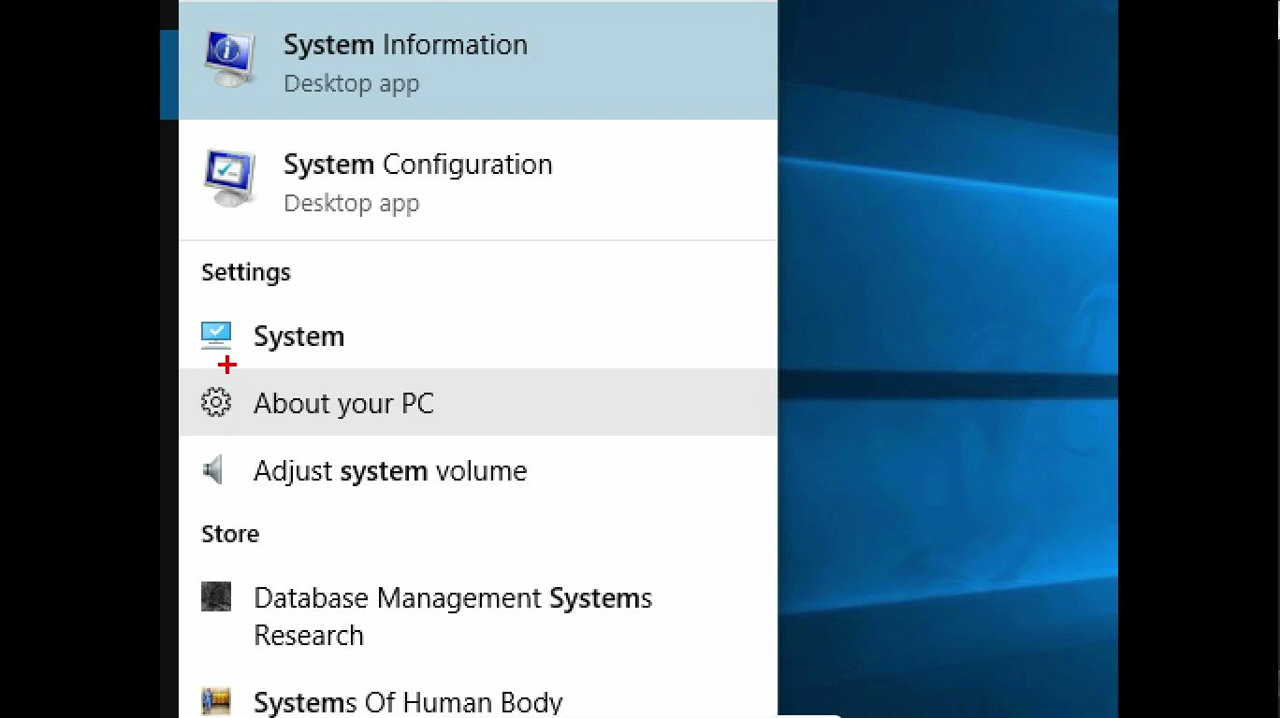 System Information
Desktop app
System Configuration
Desktop app
Settings
System
About your PC
Adjust system volume
Store
Database Management Systems
Research
Systems Of Human Body